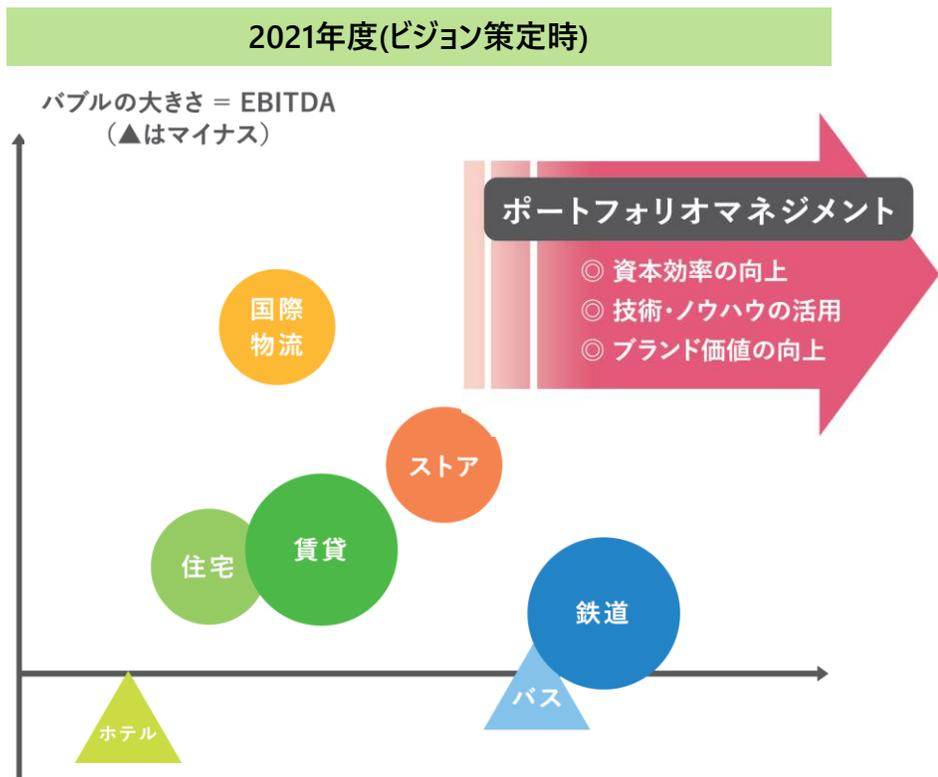 2021年度(ビジョン策定時)
バブルの大きさ = EBITDA
（▲はマイナス）
ポートフォリオマネジメント
◎ 資本効率の向上
◎ 技術・ノウハウの活用
◎ ブランド価値の向上
国際
物流
ストア
住宅
賃貸
鉄道
バス
ホテル